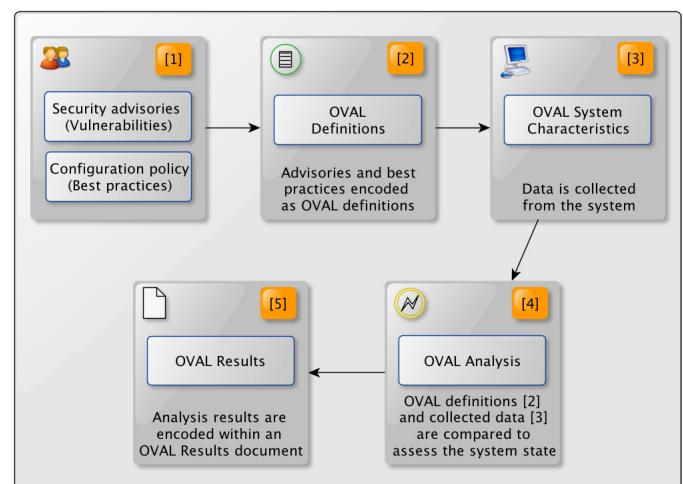 [1]
Security advisories
(Vulnerabilities)
Configuration policy
(Best practices)
[2]
OVAL
Definitions
Advisories and best
practices encoded
as OVAL definitions
[3]
OVAL System
Characteristics
Data is collected
from the system
[4]
OVAL Analysis
OVAL definitions [2]
and collected data [3]
are compared to
assess the system state
[5]
OVAL Results
Analysis results are
encoded within an
OVAL Results document